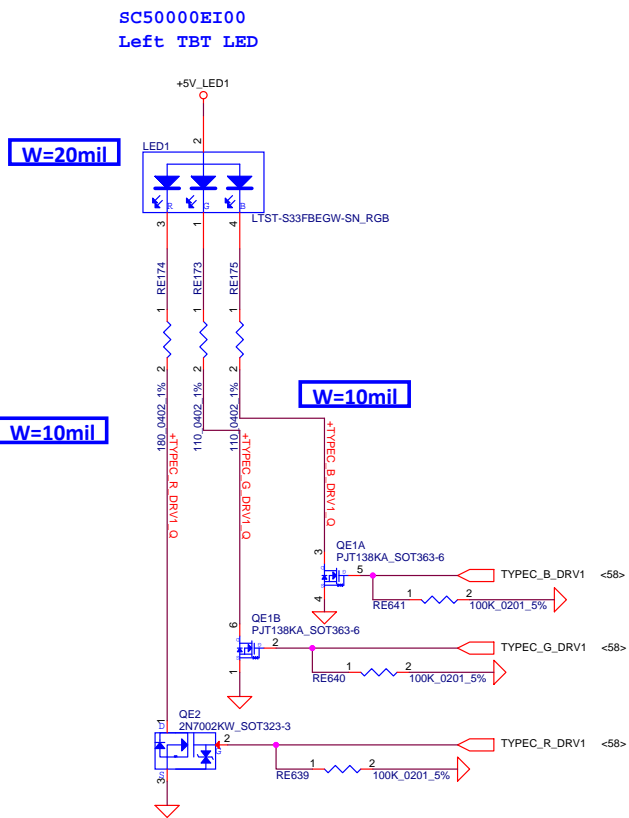 SC50000EI00
Left TBT LED
+5V_LED1
2
W=20mil
LED1
R
G
B
LTST-S33FBEGW-SN_RGB
3
1
4
RE174
RE173
RE175
1
1
1
2
2
2
180_0402_1%
110_0402_1%
110_0402_1%
W=10mil
W=10mil
+TYPEC_R_DRV1_Q
+TYPEC_G_DRV1_Q
+TYPEC_B_DRV1_Q
QE1A
PJT138KA_SOT363-6
3
5
4
TYPEC_B_DRV1 <58>
1
2
RE641
100K_0201_5%
QE1B
PJT138KA_SOT363-6
6
2
1
TYPEC_G_DRV1 <58>
1
2
RE640
100K_0201_5%
QE2
2N7002KW_SOT323-3
1
D
2
G
S
3
TYPEC_R_DRV1 <58>
1
2
RE639
100K_0201_5%